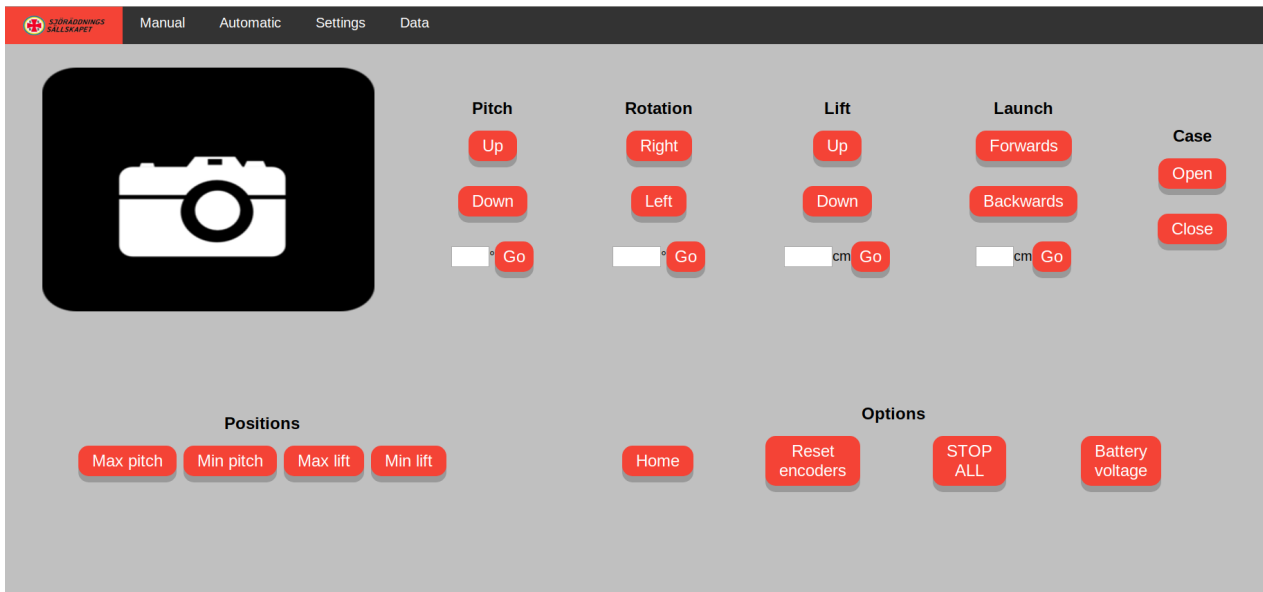 SJÖRÄDDNINGS
SÄLLSKAPET
Manual
Automatic
Settings
Data
Pitch
Up
Down
° Go
Rotation
Right
Left
° Go
Lift
Up
Down
cm Go
Launch
Forwards
Backwards
cm Go
Case
Open
Close
Positions
Max pitch
Min pitch
Max lift
Min lift
Home
Options
Reset
encoders
STOP
ALL
Battery
voltage